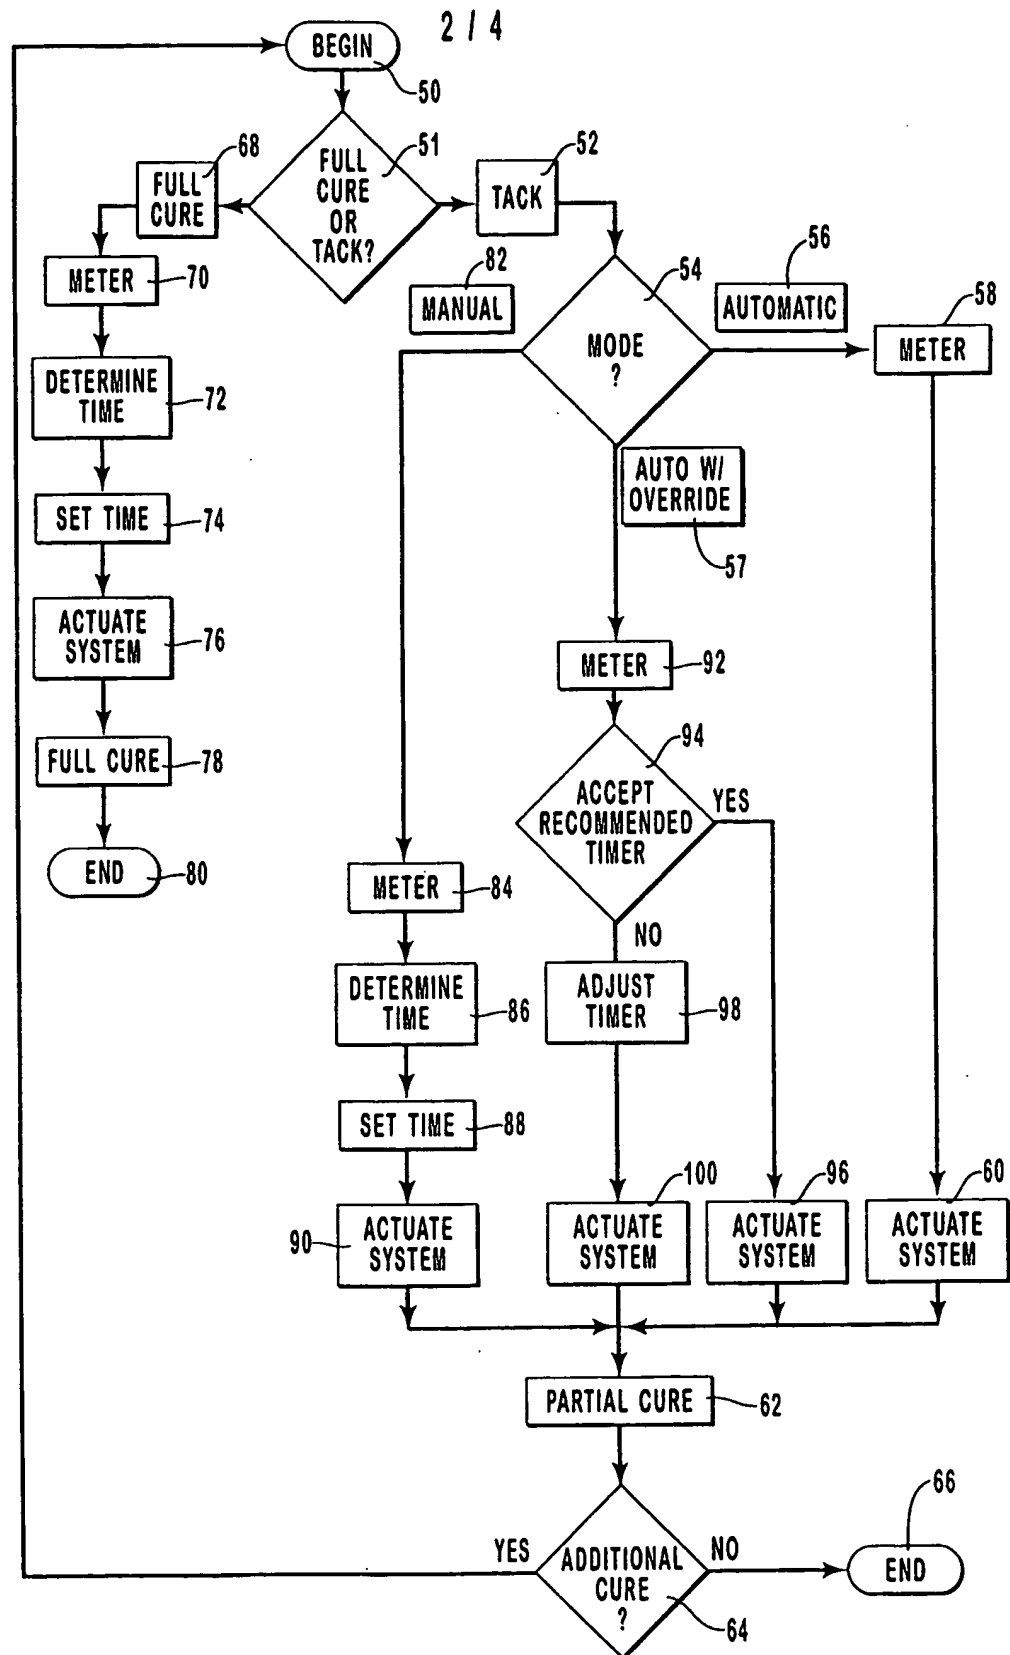 2 / 4
BEGIN
50
FULL
CURE
OR
TACK?
51
68
FULL
CURE
52
TACK
METER
70
DETERMINE
TIME
72
SET TIME
74
ACTUATE
SYSTEM
76
FULL CURE
78
END
80
82
MANUAL
54
MODE
?
56
AUTOMATIC
58
METER
AUTO W/
OVERRIDE
57
METER
92
94
ACCEPT
RECOMMENDED
TIMER
YES
NO
METER
84
DETERMINE
TIME
86
ADJUST
TIMER
98
SET TIME
88
90
ACTUATE
SYSTEM
100
ACTUATE
SYSTEM
96
ACTUATE
SYSTEM
60
ACTUATE
SYSTEM
PARTIAL CURE
62
YES
ADDITIONAL
CURE
?
64
NO
66
END